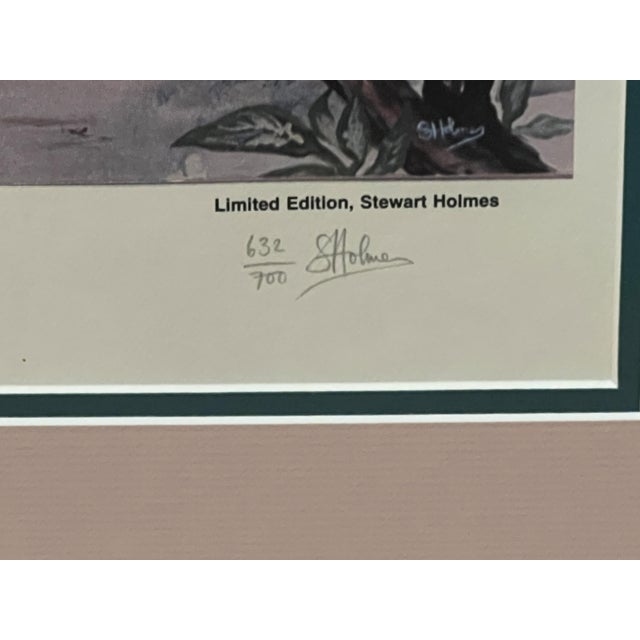 SHolmes
Limited Edition, Stewart Holmes
632
700 SHolmes